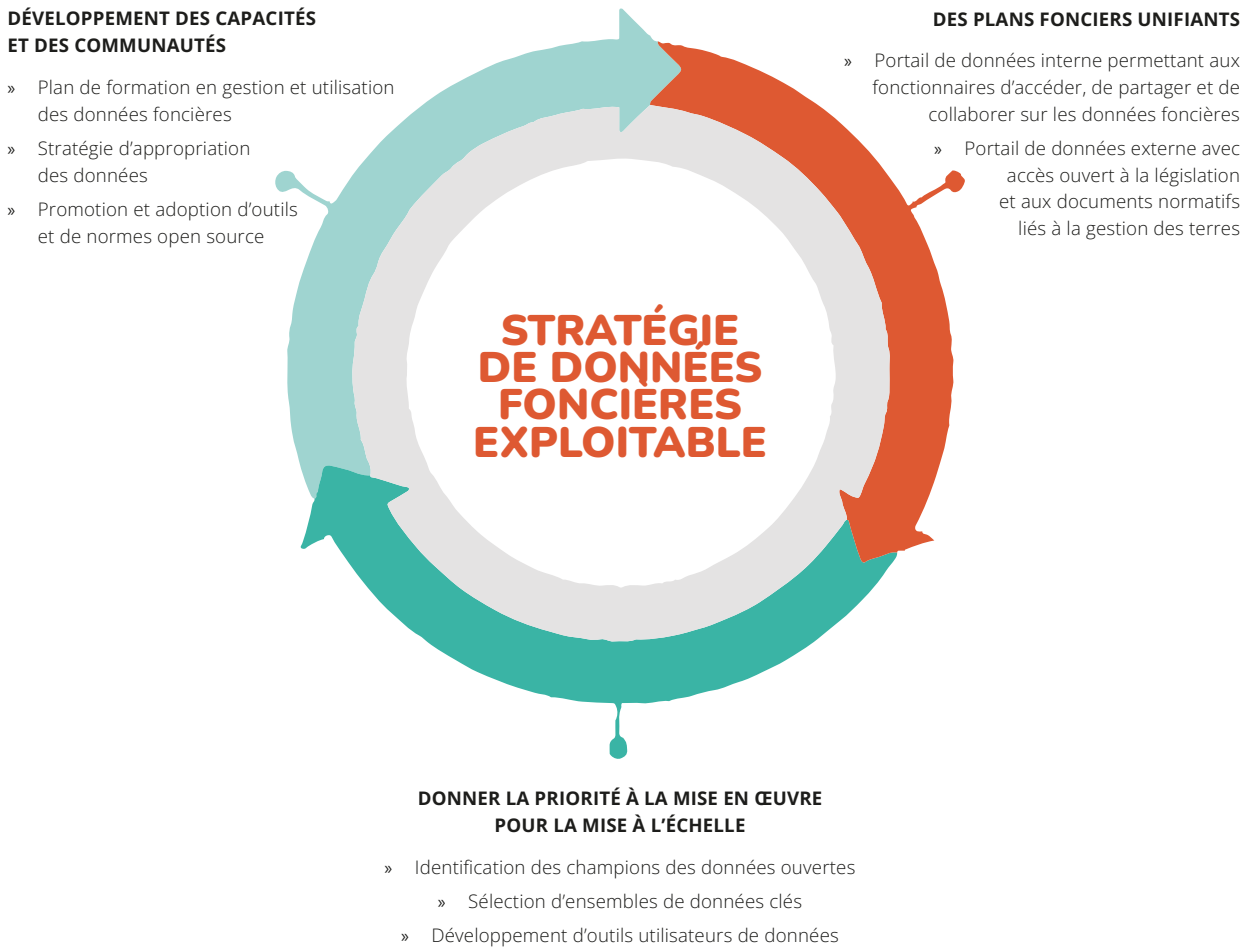 DÉVELOPPEMENT DES CAPACITÉS
ET DES COMMUNAUTÉS
» Plan de formation en gestion et utilisation
des données foncières
» Stratégie d’appropriation
des données
» Promotion et adoption d’outils
et de normes open source
DES PLANS FONCIERS UNIFIANTS
» Portail de données interne permettant aux
fonctionnaires d’accéder, de partager et de
collaborer sur les données foncières
» Portail de données externe avec
accès ouvert à la législation
et aux documents normatifs
liés à la gestion des terres
STRATÉGIE
DE DONNÉES
FONCIÈRES
EXPLOITABLE
DONNER LA PRIORITÉ À LA MISE EN ŒUVRE
POUR LA MISE À L’ÉCHELLE
» Identification des champions des données ouvertes
» Sélection d’ensembles de données clés
» Développement d’outils utilisateurs de données